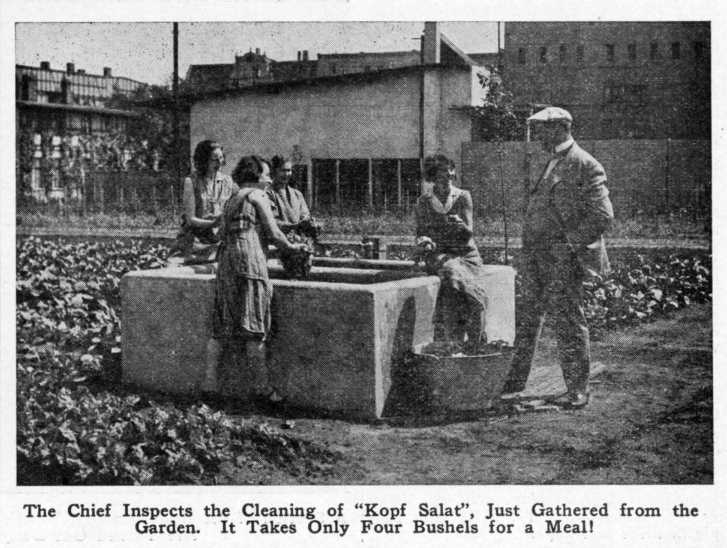 The Chief Inspects the Cleaning of "Kopf Salat", Just Gathered from the
Garden. It Takes Only Four Bushels for a Meal!